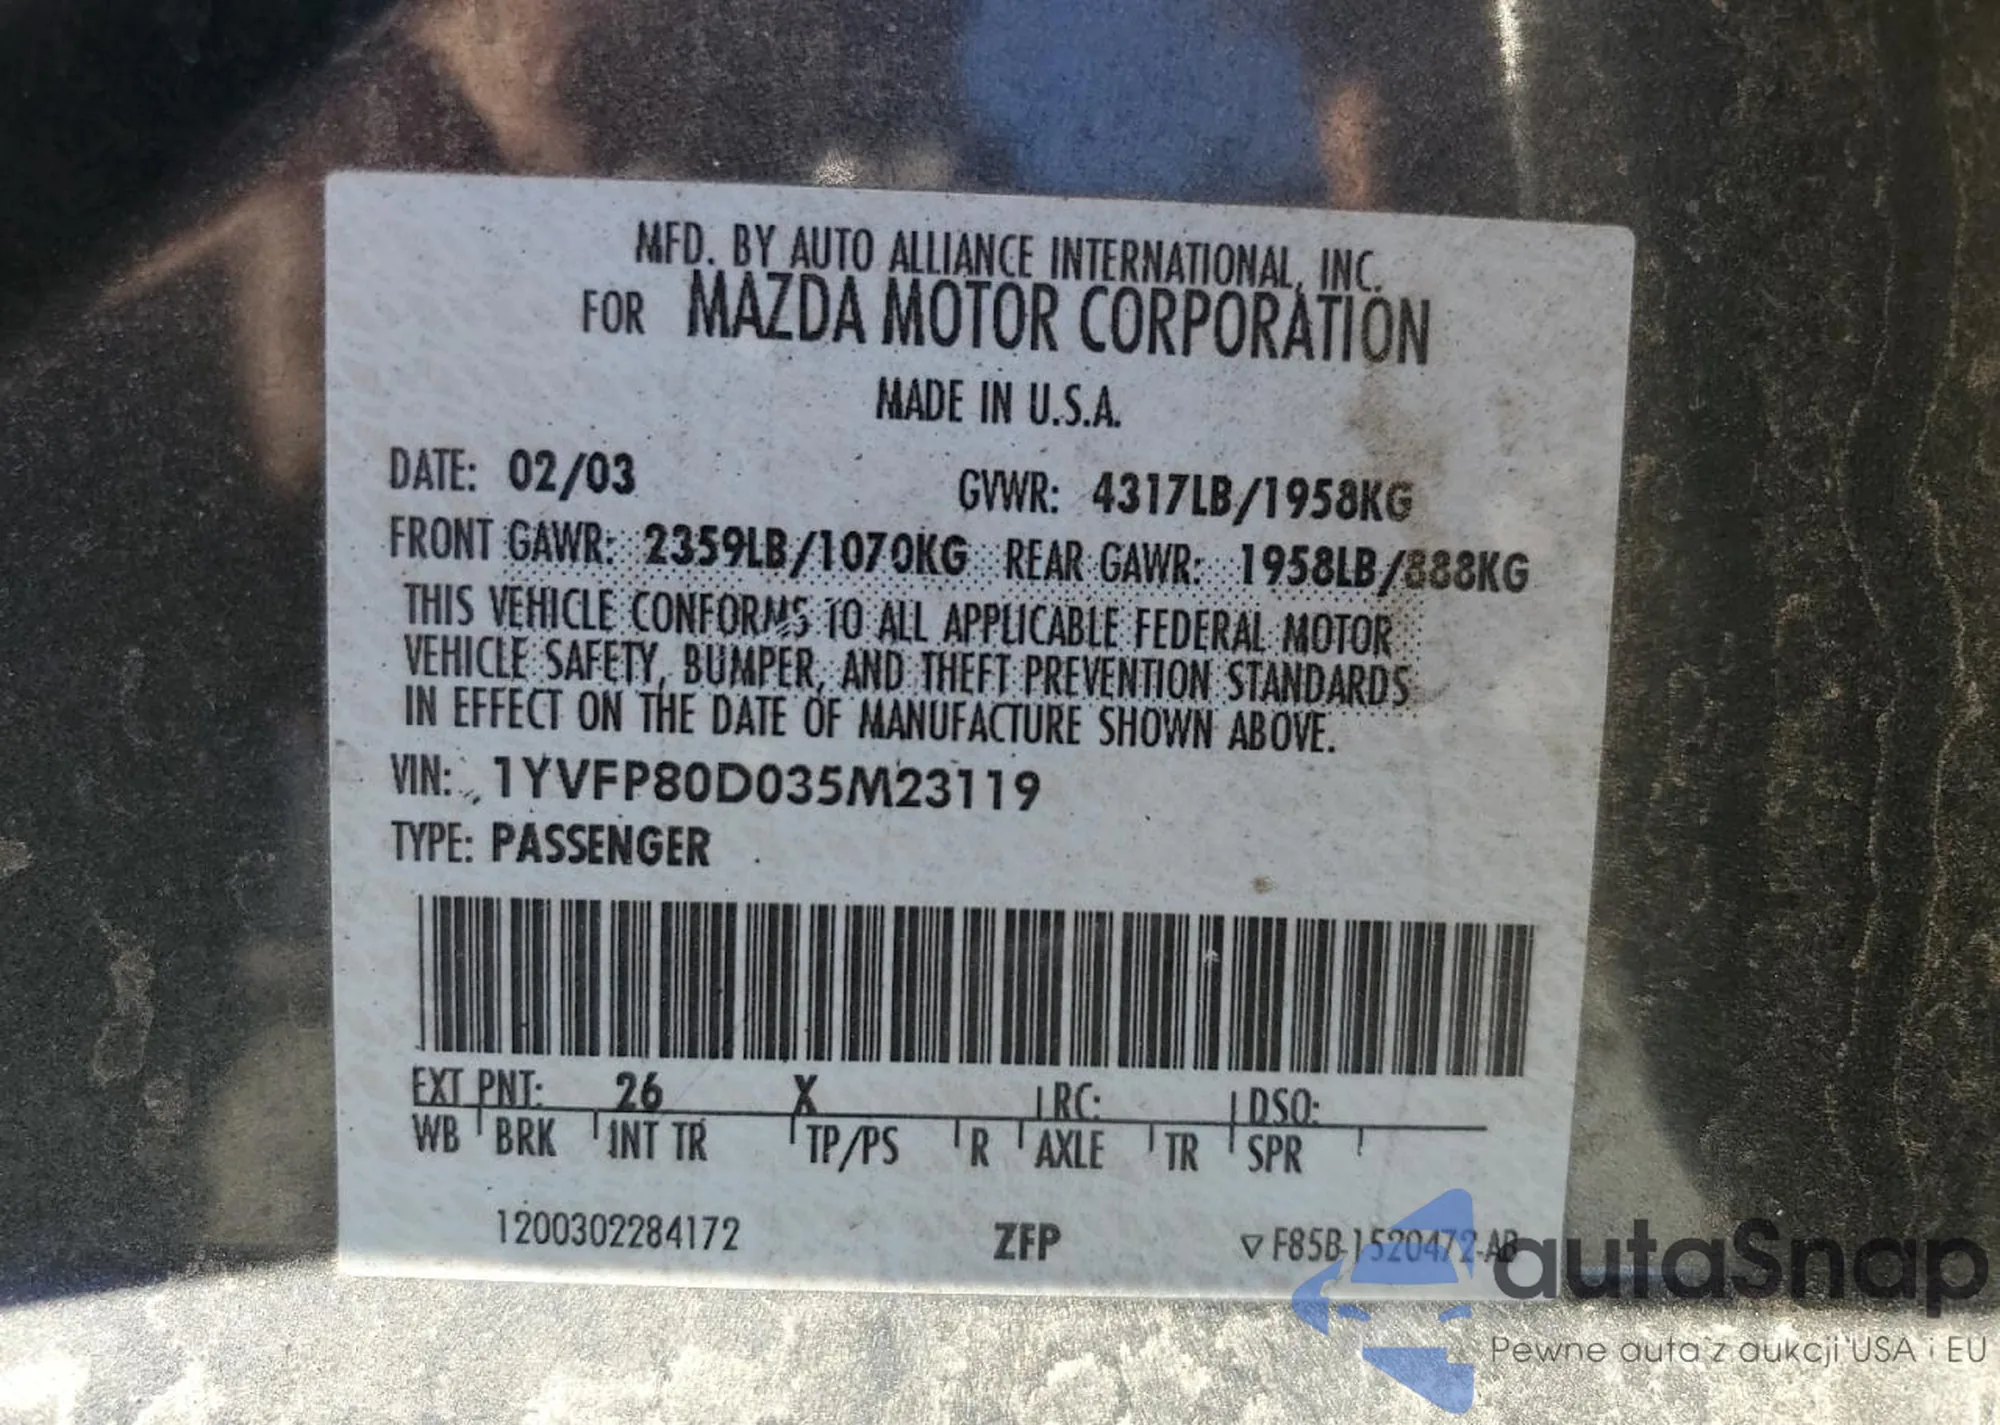 MFD. BY AUTO ALLIANCE INTERNATIONAL, INC.
FOR MAZDA MOTOR CORPORATION
MADE IN U.S.A.
DATE: 02/03 GVWR: 4317LB/1958KG
FRONT GAWR: 2359LB/1070KG REAR GAWR: 1958LB/888KG
THIS VEHICLE CONFORMS TO ALL APPLICABLE FEDERAL MOTOR
VEHICLE SAFETY, BUMPER, AND THEFT PREVENTION STANDARDS
IN EFFECT ON THE DATE OF MANUFACTURE SHOWN ABOVE.
VIN: 1YVFP80D035M23119
TYPE: PASSENGER
EXT PNT: 26 X RC: DSO:
WB BRK INT TR TP/PS R AXLE TR SPR
1200302284172 ZFP ▽ F85B-1520472-AB
autaSnap
Pewne auta z aukcji USA i EU